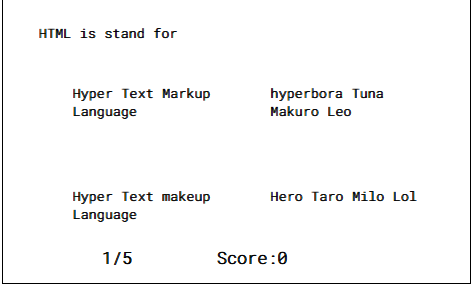 HTML is stand for
Hyper Text Markup
Language
hyperbora Tuna
Makuro Leo
Hyper Text makeup
Language
Hero Taro Milo Lol
1/5
Score:0